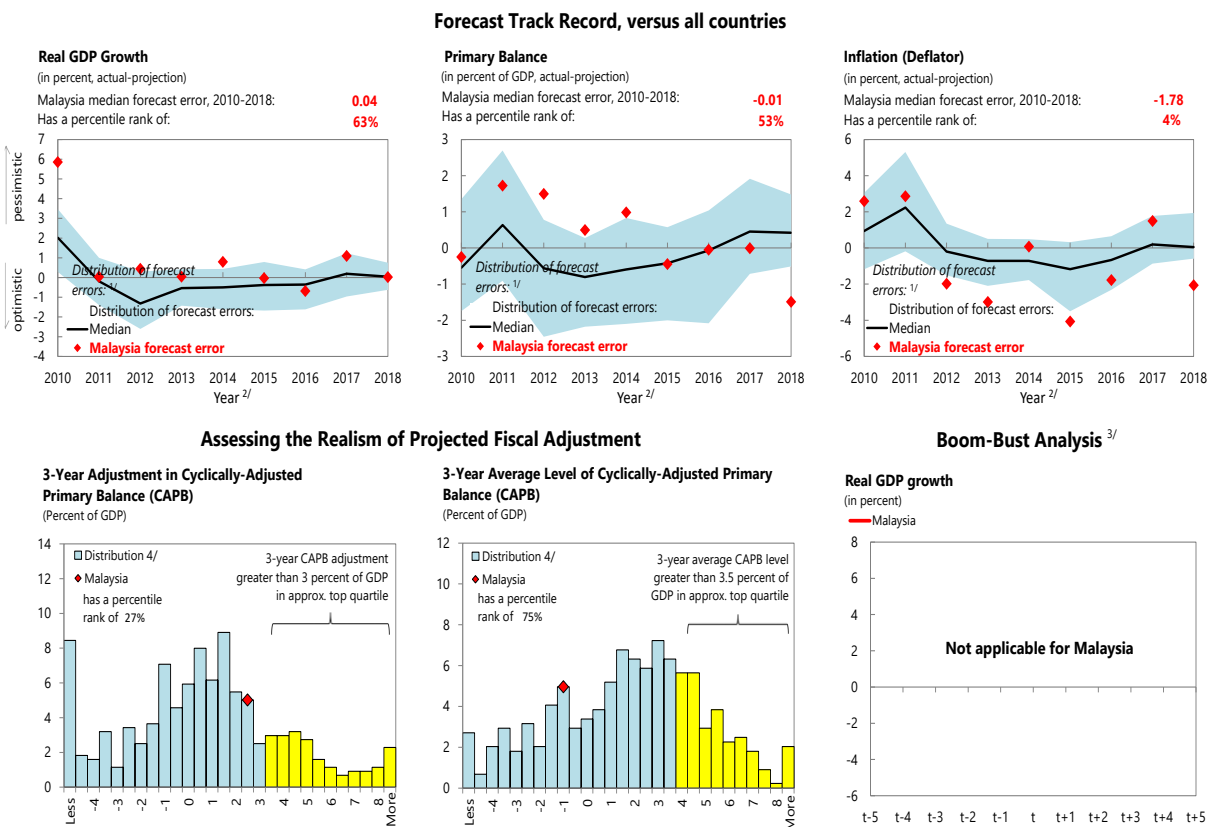 Forecast Track Record, versus all countries
Real GDP Growth
(in percent, actual-projection)
Malaysia median forecast error, 2010-2018: 0.04
Has a percentile rank of: 63%
pessimistic
optimistic
7
6
5
4
3
2
1
0
-1
-2
-3
-4
Distribution of forecast
errors: 1/
Distribution of forecast errors:
Median
Malaysia forecast error
2010 2011 2012 2013 2014 2015 2016 2017 2018
Year 2/
Primary Balance
(in percent of GDP, actual-projection)
Malaysia median forecast error, 2010-2018: -0.01
Has a percentile rank of: 53%
3
2
1
0
-1
-2
-3
Distribution of forecast
errors: 1/
Distribution of forecast errors:
Median
Malaysia forecast error
2010 2011 2012 2013 2014 2015 2016 2017 2018
Year 2/
Inflation (Deflator)
(in percent, actual-projection)
Malaysia median forecast error, 2010-2018: -1.78
Has a percentile rank of: 4%
6
4
2
0
-2
-4
-6
Distribution of forecast
errors: 1/
Distribution of forecast errors:
Median
Malaysia forecast error
2010 2011 2012 2013 2014 2015 2016 2017 2018
Year 2/
Assessing the Realism of Projected Fiscal Adjustment
3-Year Adjustment in Cyclically-Adjusted
Primary Balance (CAPB)
(Percent of GDP)
14
12
10
8
6
4
2
0
Distribution 4/
Malaysia
has a percentile
rank of 27%
3-year CAPB adjustment
greater than 3 percent of GDP
in approx. top quartile
Less -4 -3 -2 -1 0 1 2 3 4 5 6 7 8 More
3-Year Average Level of Cyclically-Adjusted Primary
Balance (CAPB)
(Percent of GDP)
12
10
8
6
4
2
0
Distribution 4/
Malaysia
has a percentile
rank of 75%
3-year average CAPB level
greater than 3.5 percent of
GDP in approx. top quartile
Less -4 -3 -2 -1 0 1 2 3 4 5 6 7 8 More
Boom-Bust Analysis 3/
Real GDP growth
(in percent)
Malaysia
8
6
4
2
0
-2
-4
-6
Not applicable for Malaysia
t-5 t-4 t-3 t-2 t-1 t t+1 t+2 t+3 t+4 t+5